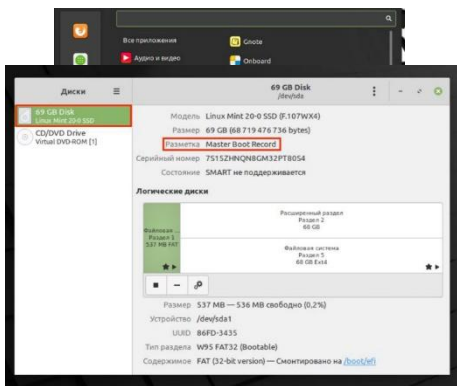 Все приложения
Gnote
Аудио и видео
Onboard
Диски
69 GB Disk
/dev/sda
69 GB Disk
Linux Mint 20-0 SSD
CD/DVD Drive
Virtual DVD-ROM [1]
Модель Linux Mint 20-0 SSD (F.107WX4)
Размер 69 GB (68 719 476 736 bytes)
Разметка Master Boot Record
Серийный номер 7S15ZHNQN8GM32PT80S4
Состояние SMART не поддерживается
Логические диски
Файловая ...
Раздел 1
537 MB FAT
Расширенный раздел
Раздел 2
68 GB
Файловая система
Раздел 5
68 GB Ext4
Размер 537 MB — 536 MB свободно (0,2%)
Устройство /dev/sda1
UUID 86FD-3435
Тип раздела W95 FAT32 (Bootable)
Содержимое FAT (32-bit version) — Смонтировано на /boot/efi